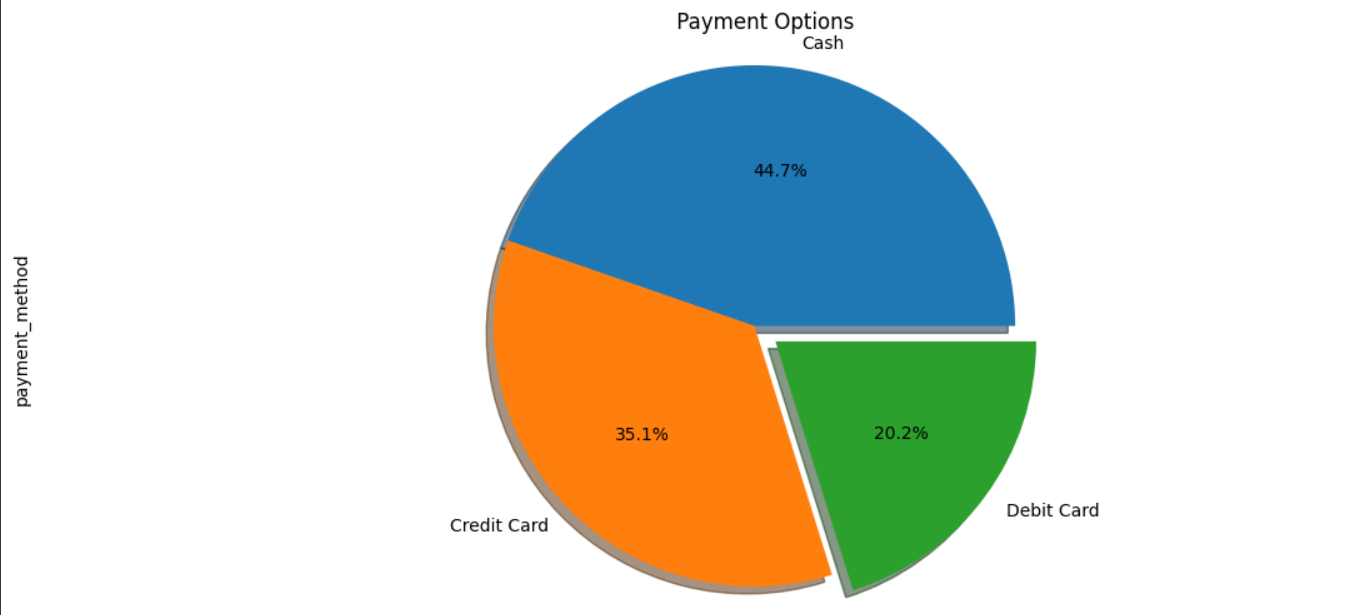 Payment Options
Cash
44.7%
payment_method
35.1%
20.2%
Credit Card
Debit Card